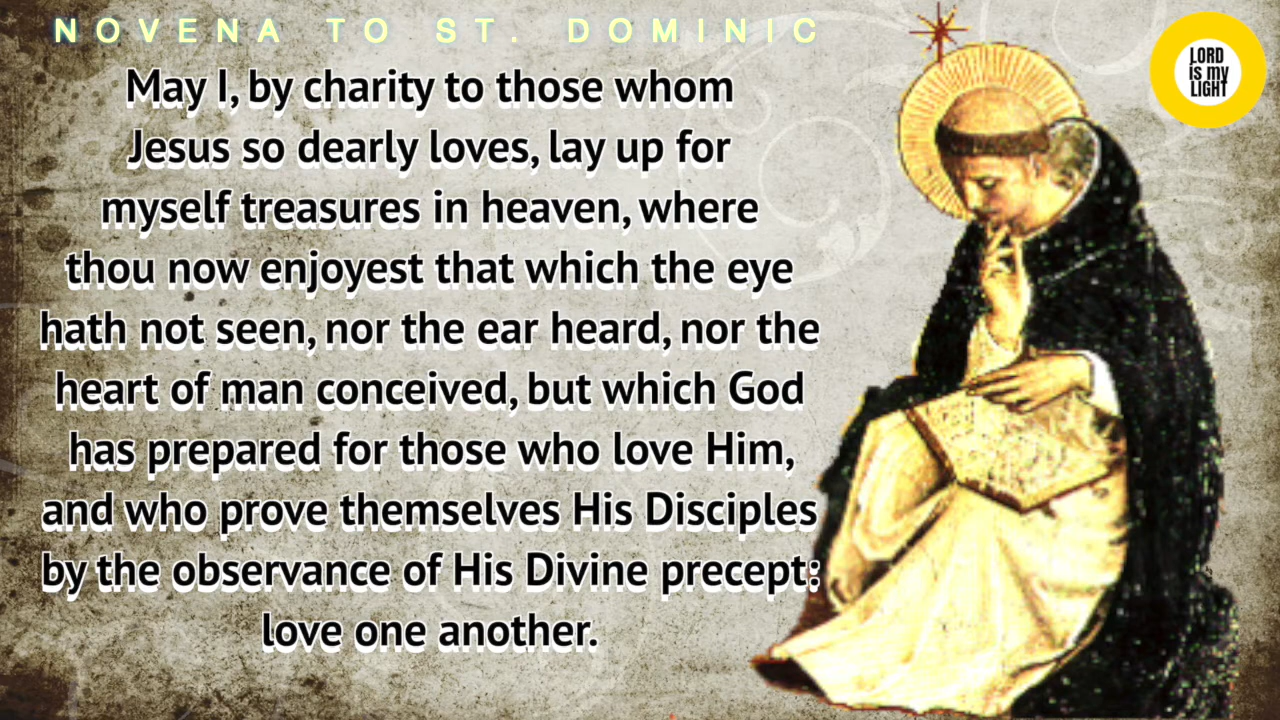 NOVENA TO ST. DOMINIC
May I, by charity to those whom
Jesus so dearly loves, lay up for
myself treasures in heaven, where
thou now enjoyest that which the eye
hath not seen, nor the ear heard, nor the
heart of man conceived, but which God
has prepared for those who love Him,
and who prove themselves His Disciples
by the observance of His Divine precept:
love one another.
LORD
is my
LIGHT